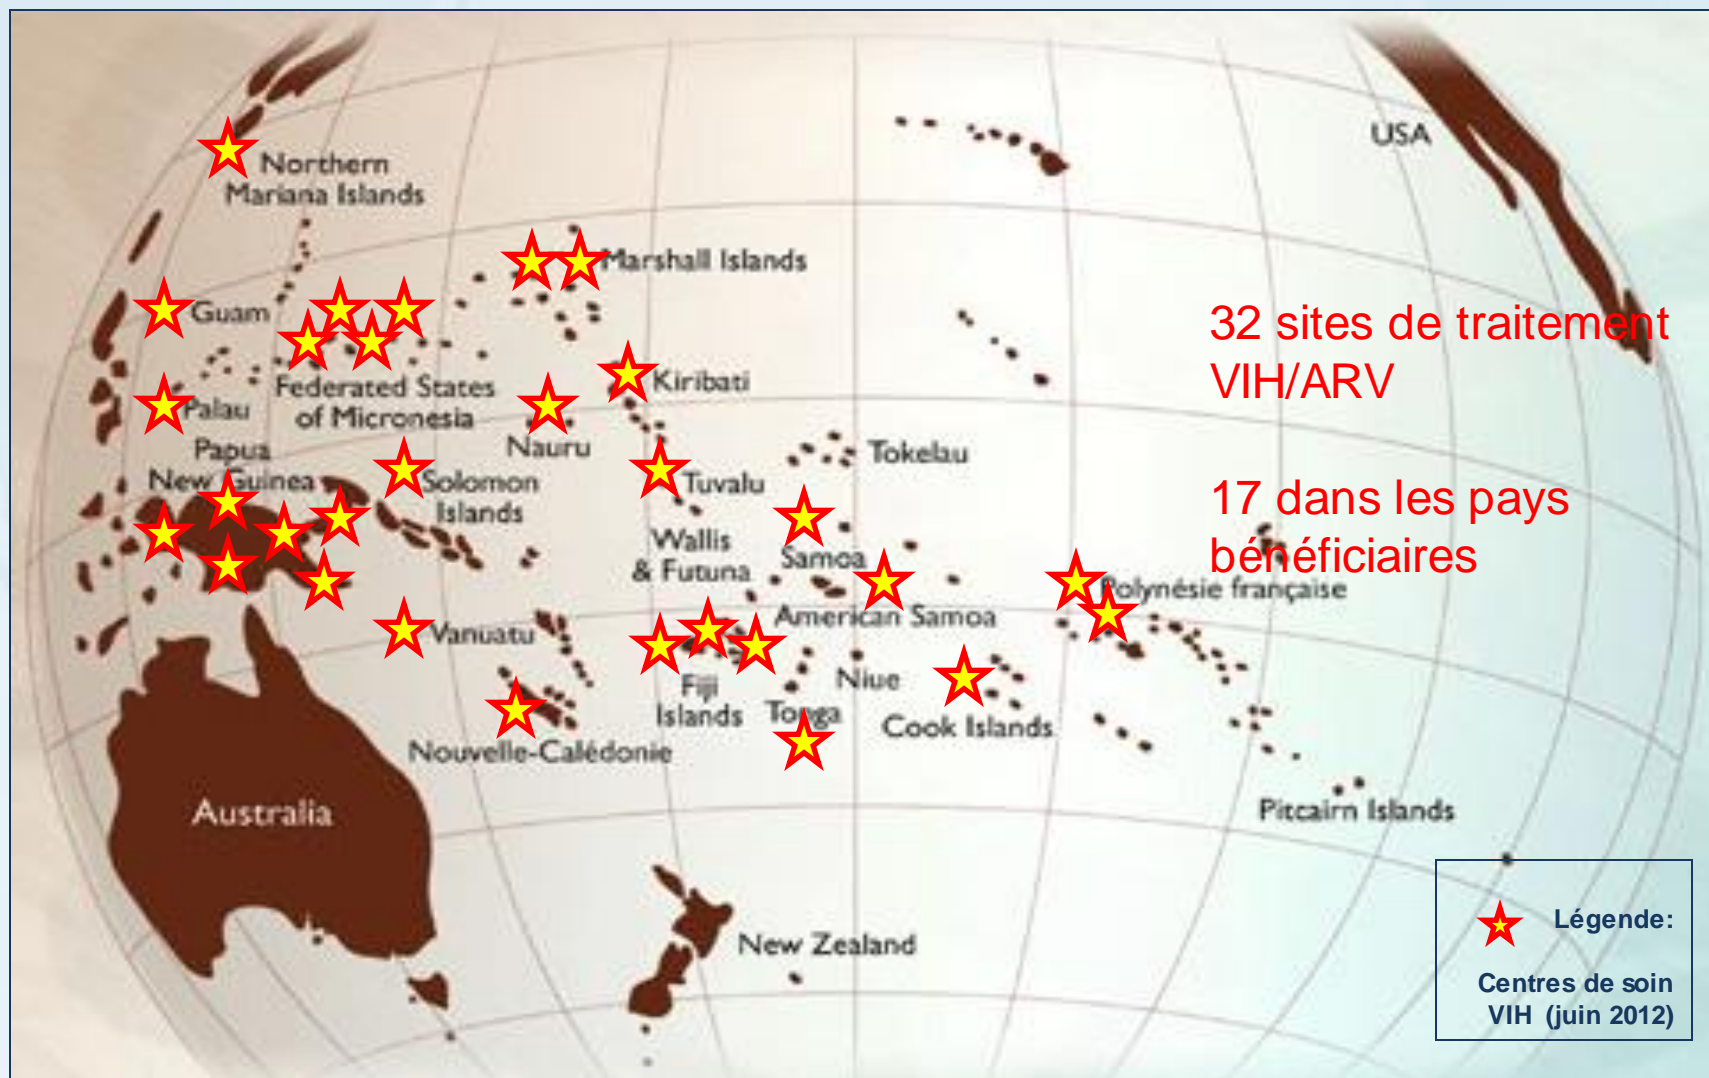 USA
Northern
Mariana Islands
Marshall Islands
Guam
32 sites de traitement
VIH/ARV
Federated States
of Micronesia
Kiribati
Palau
Nauru
Papua
New Guinea
Solomon
Islands
Tokelau
Tuvalu
17 dans les pays
bénéficiaires
Wallis
& Futuna
Samoa
American Samoa
Polynésie française
Vanuatu
Fiji
Islands
Niue
Tonga
Cook Islands
Nouvelle-Calédonie
Australia
Pitcairn Islands
New Zealand
Légende:
Centres de soin
VIH (juin 2012)